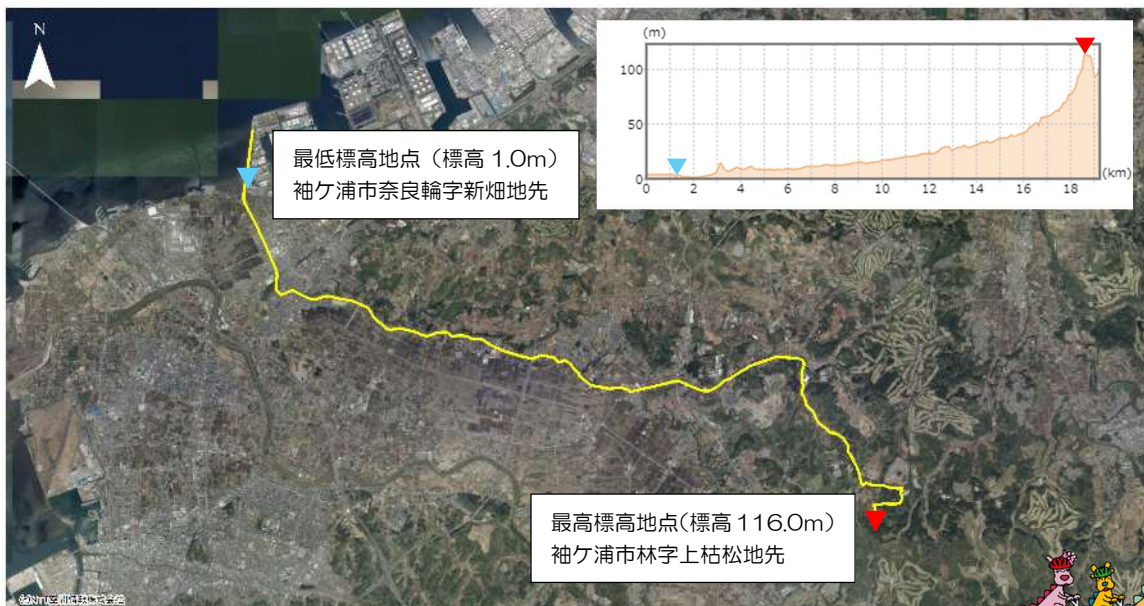 N
(m)
100
50
0
0 2 4 6 8 10 12 14 16 18
(km)
最低標高地点(標高 1.0m)
袖ケ浦市奈良輪字新畑地先
最高標高地点(標高 116.0m)
袖ケ浦市林字上枯松地先